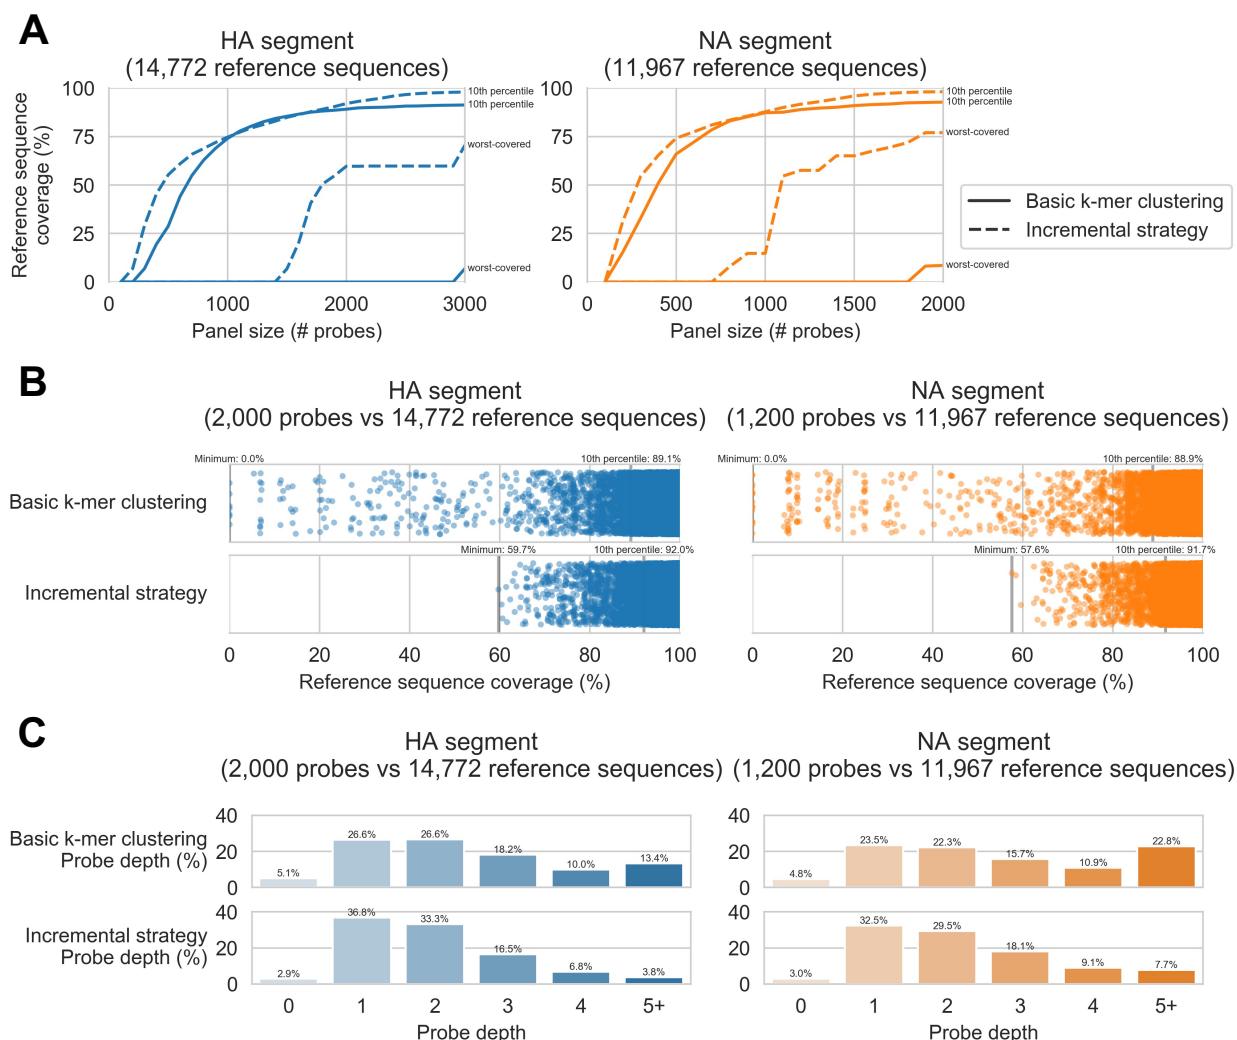 A
HA segment
(14,772 reference sequences)
NA segment
(11,967 reference sequences)
Reference sequence
coverage (%)
100
75
50
25
0
10th percentile
10th percentile
worst-covered
worst-covered
0 1000 2000 3000
Panel size (# probes)
100
75
50
25
0
10th percentile
10th percentile
worst-covered
worst-covered
0 500 1000 1500 2000
Panel size (# probes)
Basic k-mer clustering
Incremental strategy
B
HA segment
(2,000 probes vs 14,772 reference sequences)
NA segment
(1,200 probes vs 11,967 reference sequences)
Minimum: 0.0% 10th percentile: 89.1%
Minimum: 0.0% 10th percentile: 88.9%
Basic k-mer clustering
Minimum: 59.7% 10th percentile: 92.0%
Minimum: 57.6% 10th percentile: 91.7%
Incremental strategy
0 20 40 60 80 100
Reference sequence coverage (%)
0 20 40 60 80 100
Reference sequence coverage (%)
C
HA segment
(2,000 probes vs 14,772 reference sequences)
NA segment
(1,200 probes vs 11,967 reference sequences)
Basic k-mer clustering
Probe depth (%)
40
20
0
5.1% 26.6% 26.6% 18.2% 10.0% 13.4%
40
20
0
4.8% 23.5% 22.3% 15.7% 10.9% 22.8%
Incremental strategy
Probe depth (%)
40
20
0
2.9% 36.8% 33.3% 16.5% 6.8% 3.8%
40
20
0
3.0% 32.5% 29.5% 18.1% 9.1% 7.7%
0 1 2 3 4 5+
Probe depth
0 1 2 3 4 5+
Probe depth